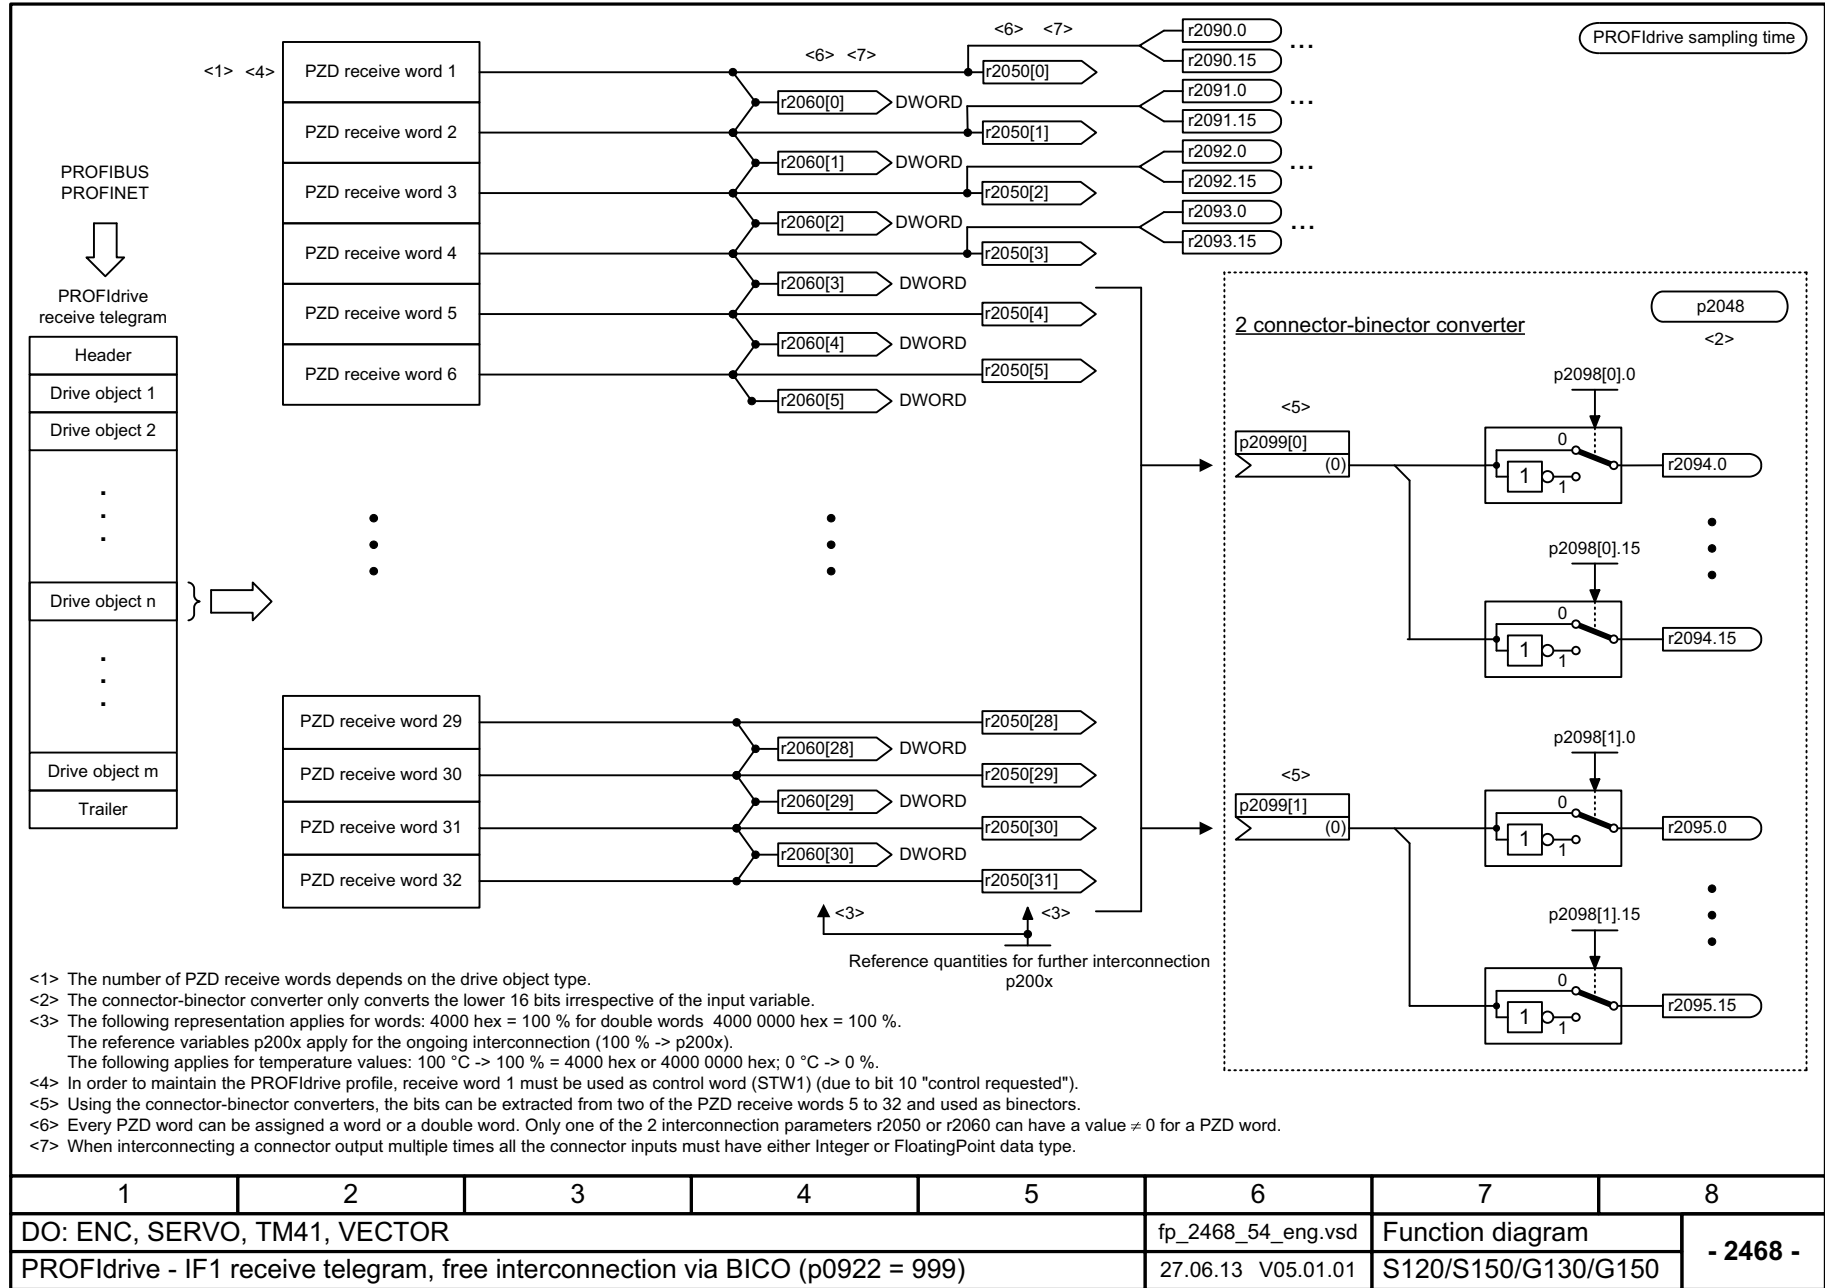 <6> <7>
r2090.0
...
PROFIdrive sampling time
<1> <4>
PZD receive word 1
<6> <7>
r2050[0]
r2090.15
r2060[0] DWORD
r2091.0
...
PZD receive word 2
r2050[1]
r2091.15
PROFIBUS
PROFINET
r2060[1] DWORD
r2092.0
...
PZD receive word 3
r2050[2]
r2092.15
r2060[2] DWORD
r2093.0
...
PZD receive word 4
r2050[3]
r2093.15
PROFIdrive
receive telegram
r2060[3] DWORD
PZD receive word 5
r2050[4]
r2060[4] DWORD
PZD receive word 6
r2050[5]
r2060[5] DWORD
Header
Drive object 1
Drive object 2
Drive object n
Drive object m
Trailer
PZD receive word 29
r2050[28]
r2060[28] DWORD
PZD receive word 30
r2050[29]
r2060[29] DWORD
PZD receive word 31
r2050[30]
r2060[30] DWORD
PZD receive word 32
r2050[31]
<3> <3>
Reference quantities for further interconnection
p200x
2 connector-binector converter
p2048
<2>
p2098[0].0
<5>
p2099[0]
(0)
0
1
1
r2094.0
p2098[0].15
0
1
1
r2094.15
p2098[1].0
<5>
p2099[1]
(0)
0
1
1
r2095.0
p2098[1].15
0
1
1
r2095.15
<1> The number of PZD receive words depends on the drive object type.
<2> The connector-binector converter only converts the lower 16 bits irrespective of the input variable.
<3> The following representation applies for words: 4000 hex = 100 % for double words 4000 0000 hex = 100 %.
The reference variables p200x apply for the ongoing interconnection (100 % -> p200x).
The following applies for temperature values: 100 °C -> 100 % = 4000 hex or 4000 0000 hex; 0 °C -> 0 %.
<4> In order to maintain the PROFIdrive profile, receive word 1 must be used as control word (STW1) (due to bit 10 "control requested").
<5> Using the connector-binector converters, the bits can be extracted from two of the PZD receive words 5 to 32 and used as binectors.
<6> Every PZD word can be assigned a word or a double word. Only one of the 2 interconnection parameters r2050 or r2060 can have a value ≠ 0 for a PZD word.
<7> When interconnecting a connector output multiple times all the connector inputs must have either Integer or FloatingPoint data type.
1 2 3 4 5 6 7 8
DO: ENC, SERVO, TM41, VECTOR
fp_2468_54_eng.vsd
Function diagram
- 2468 -
PROFIdrive - IF1 receive telegram, free interconnection via BICO (p0922 = 999)
27.06.13 V05.01.01
S120/S150/G130/G150